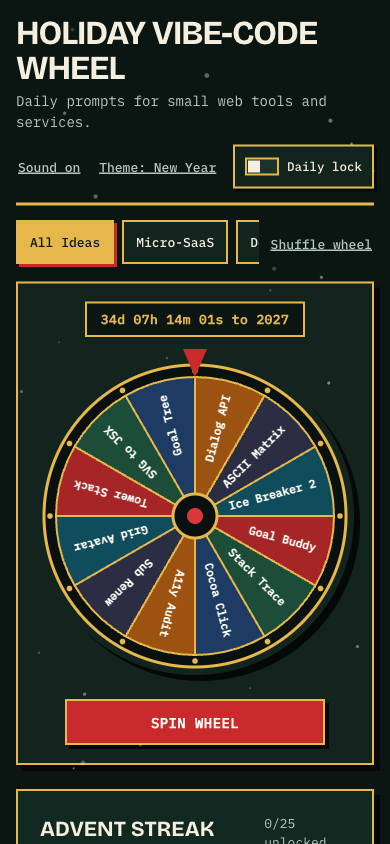 HOLIDAY VIBE-CODE
WHEEL
Daily prompts for small web tools and
services.
Sound on
Theme: New Year
Daily lock
All Ideas
Micro-SaaS
D
Shuffle wheel
34d 07h 14m 01s to 2027
Dialog API
ASCII Matrix
Ice Breaker 2
Goal Buddy
Stack Trace
Cocoa Click
A11y Audit
Sub Renew
Grid Avatar
Tower Stack
SVG to JSX
Goal Tree
SPIN WHEEL
ADVENT STREAK
0/25
unlocked